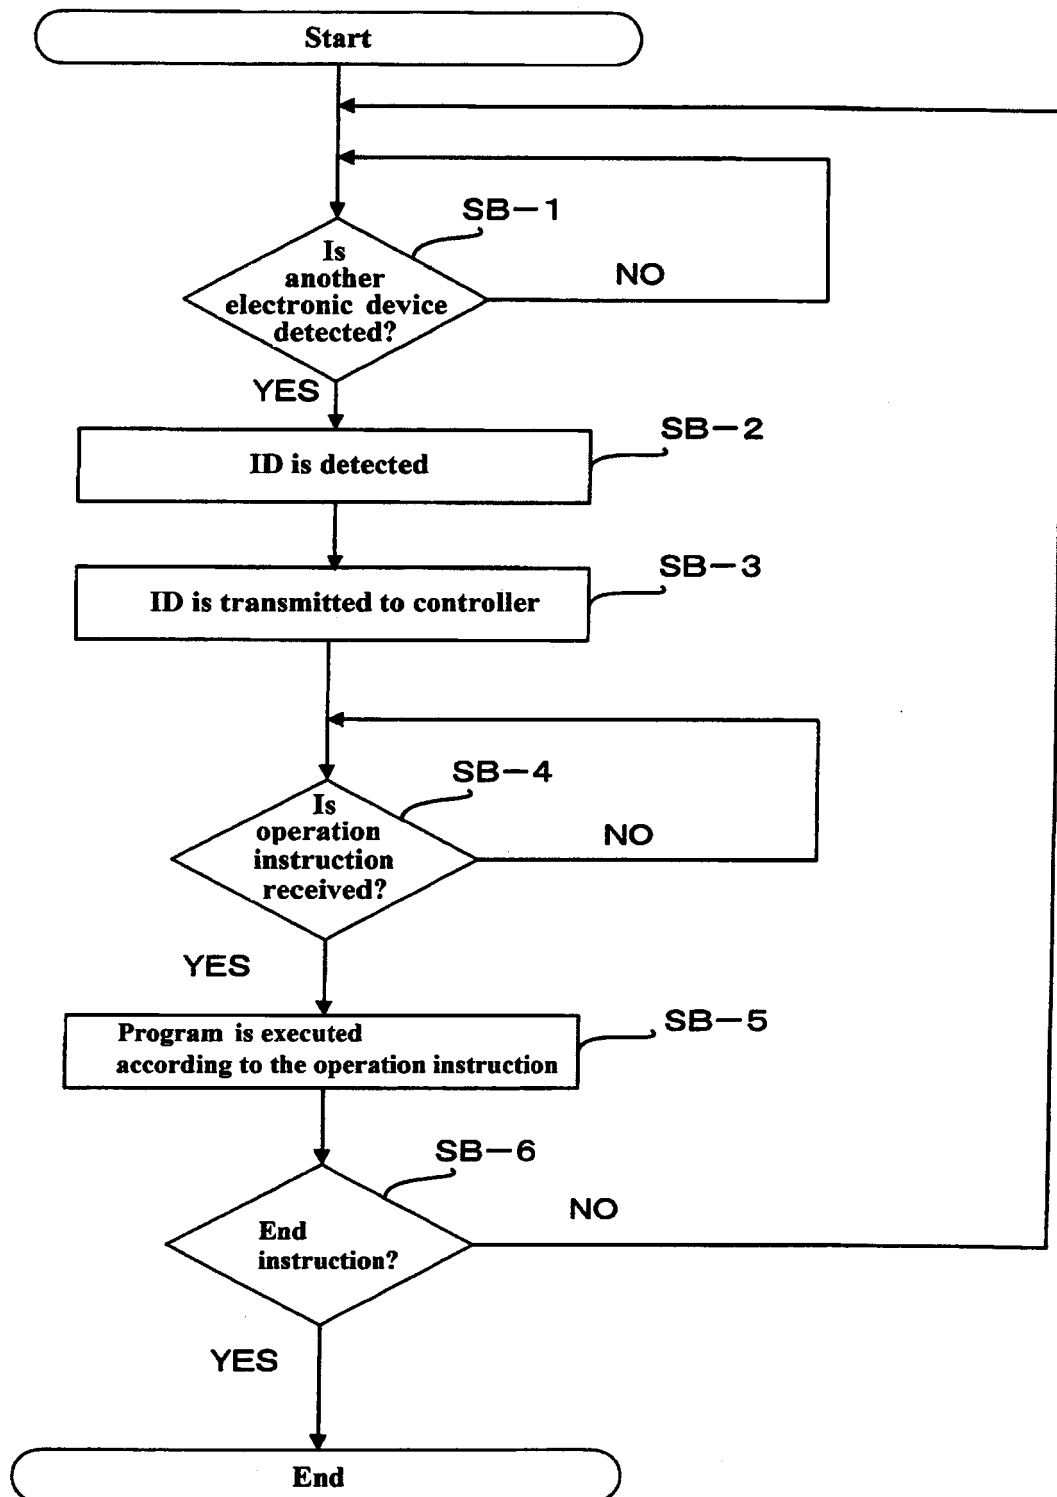 Start
SB-1
Is
another
electronic device
detected?
NO
YES
SB-2
ID is detected
SB-3
ID is transmitted to controller
SB-4
Is
operation
instruction
received?
NO
YES
SB-5
Program is executed
according to the operation instruction
SB-6
End
instruction?
NO
YES
End